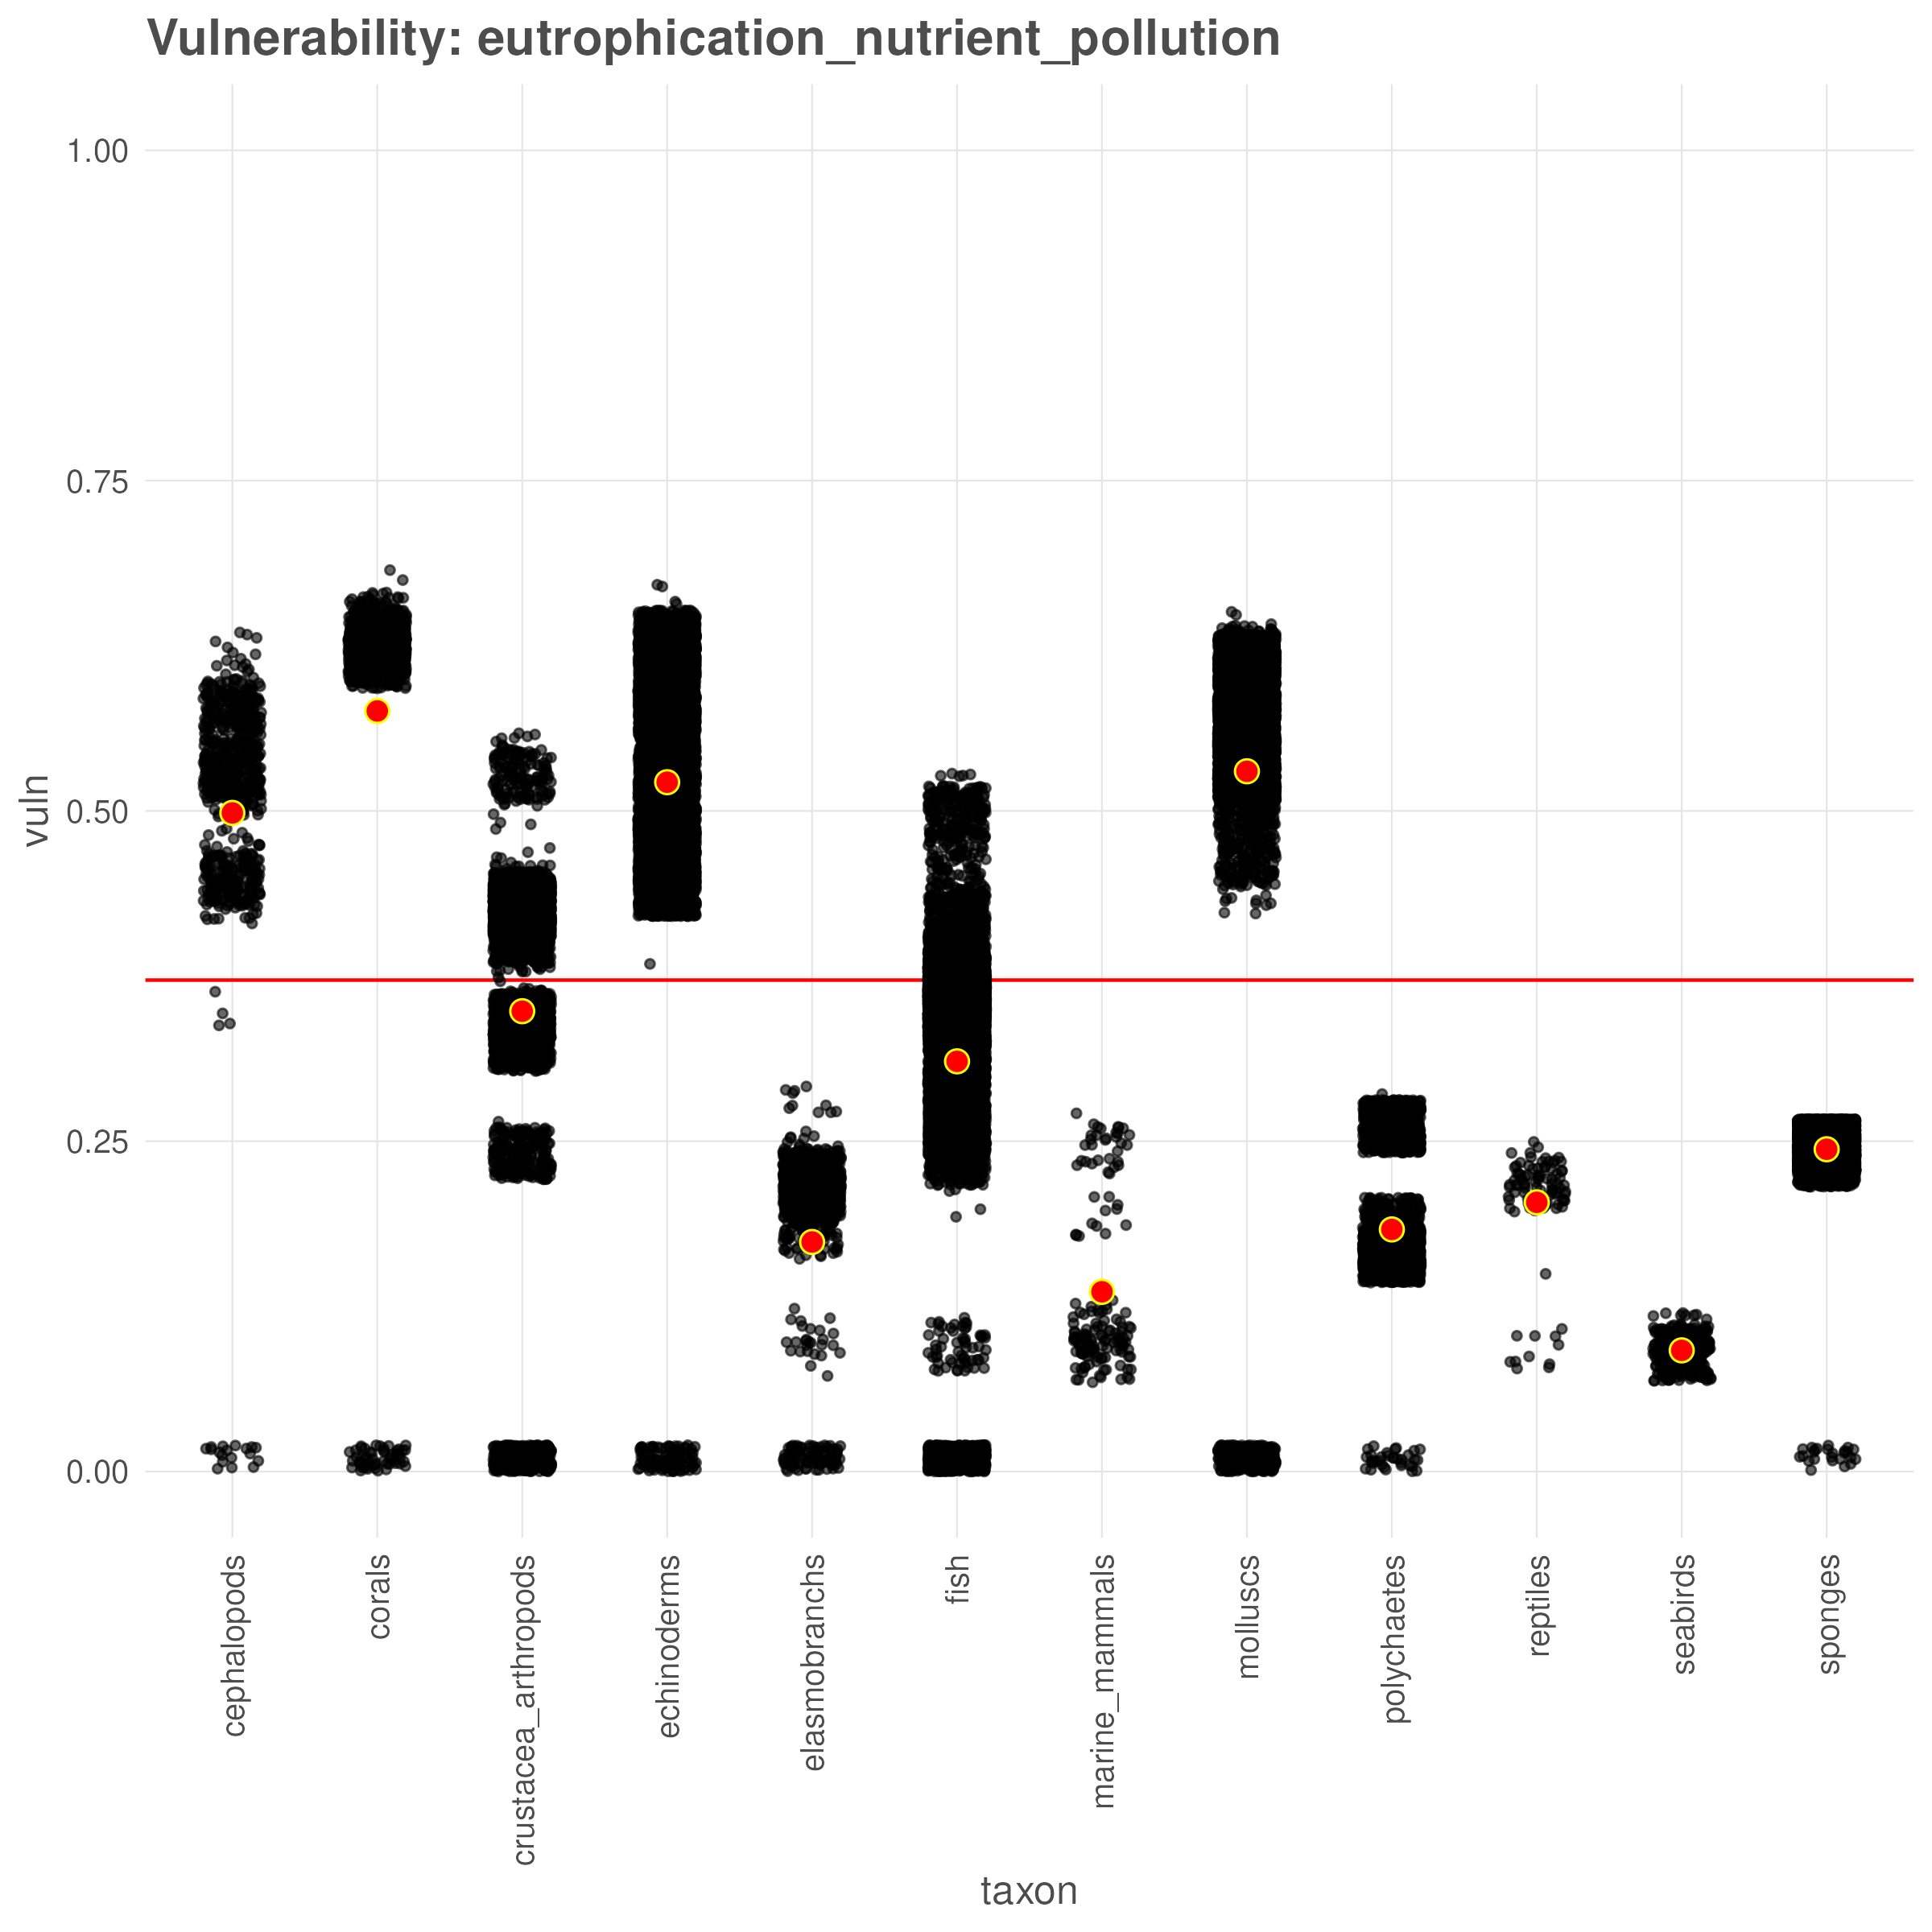 Vulnerability: eutrophication_nutrient_pollution
vuln
1.00
0.75
0.50
0.25
0.00
cephalopods
corals
crustacea_arthropods
echinoderms
elasmobranchs
fish
marine_mammals
molluscs
polychaetes
reptiles
seabirds
sponges
taxon